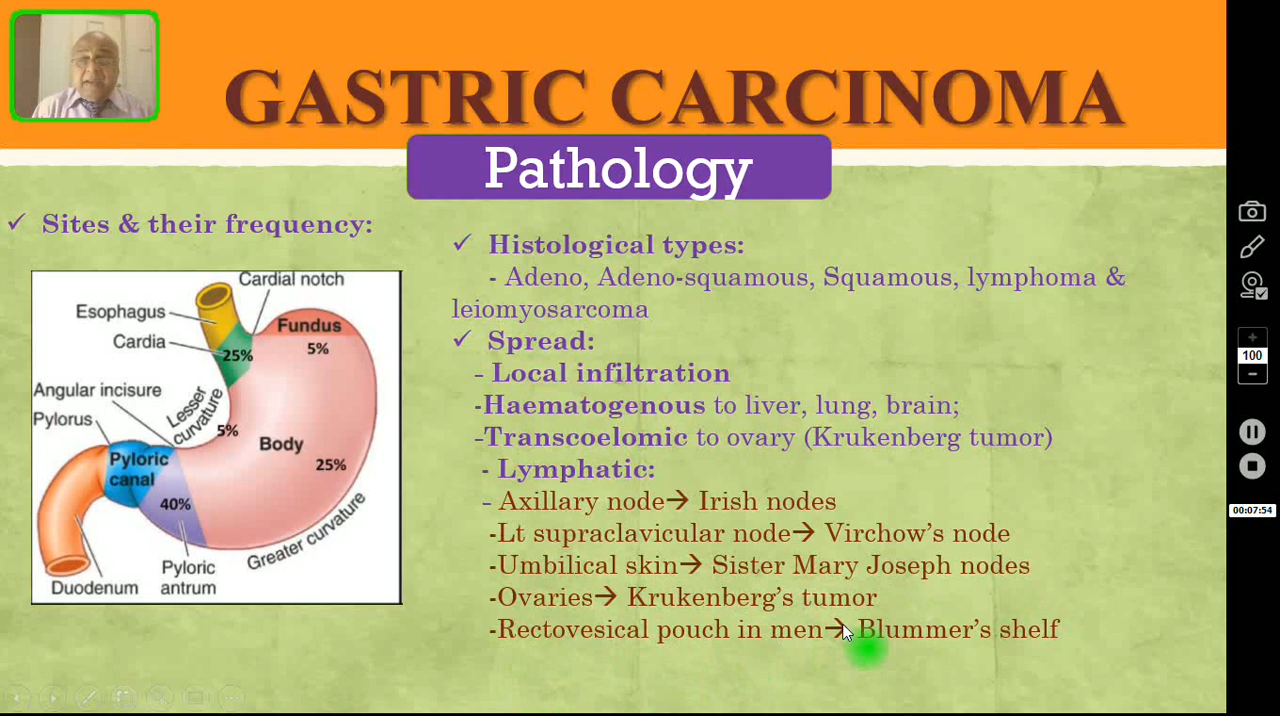 GASTRIC CARCINOMA
Pathology
✓ Sites & their frequency:
Cardial notch
Esophagus
Fundus
Cardia
25%
5%
Angular incisure
Lesser
curvature
Pylorus
5%
Body
Pyloric
canal
25%
40%
Greater curvature
Duodenum
Pyloric
antrum
✓ Histological types:
- Adeno, Adeno-squamous, Squamous, lymphoma &
leiomyosarcoma
✓ Spread:
- Local infiltration
-Haematogenous to liver, lung, brain;
-Transcoelomic to ovary (Krukenberg tumor)
- Lymphatic:
- Axillary node→ Irish nodes
-Lt supraclavicular node→ Virchow's node
-Umbilical skin→ Sister Mary Joseph nodes
-Ovaries→ Krukenberg's tumor
-Rectovesical pouch in men→ Blummer's shelf
100
00:07:54